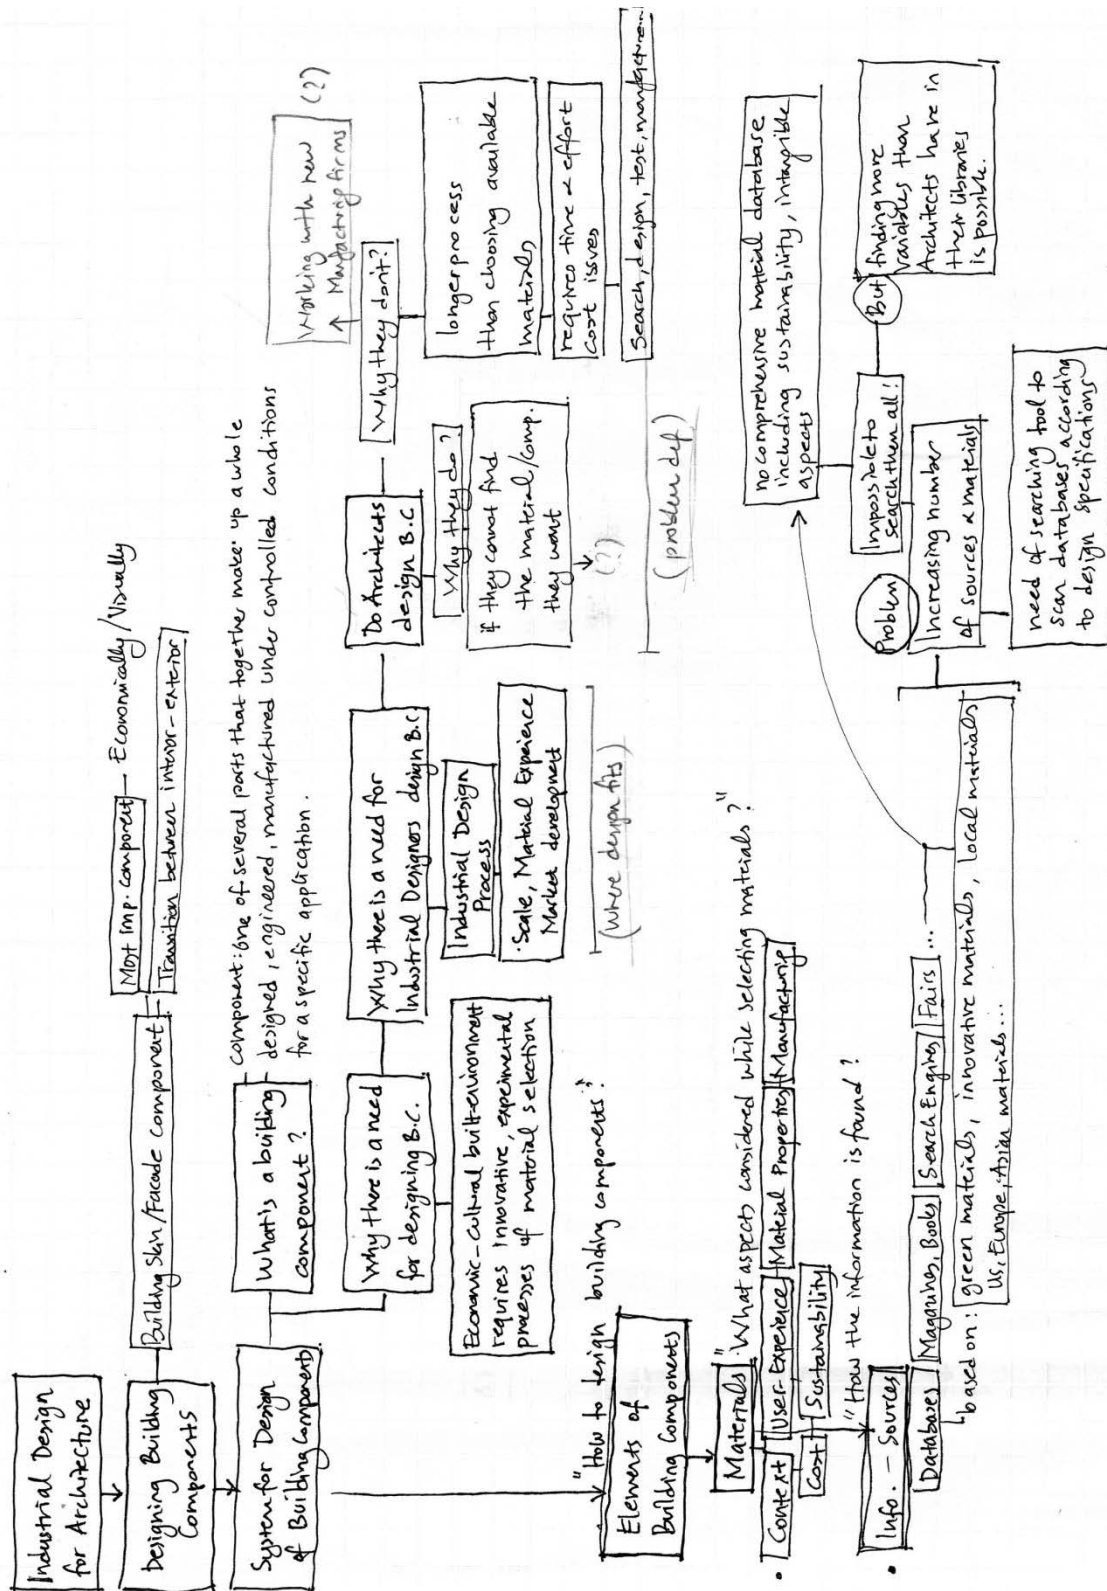 Industrial Design
for Architecture
Designing Building
Components
Building Skin/Facade Component
Most imp. component — Economically/Visually
Transition between interior-exterior
System for Design
of Building Components
What is a building
component?
component: one of several parts that together make up a whole
designed, engineered, manufactured under controlled conditions
for a specific application.
Why there is a need
for designing B.C.
Economic-cultural built-environment
requires innovative, experimental
processes of material selection
Why there is a need for
Industrial Designers design B.C.
Industrial Design
Process
Scale, Material Experience
Market development
(where design fits)
Do Architects
design B.C
Why they do?
if they cannot find
the material/comp.
they want
(?)
Why they don't?
Working with new
Manufacturing firms
(?)
longer process
than choosing available
materials
requires time & effort
Cost issues
Search, design, test,
(problem def)
"How to design building components?"
Elements of
Building Components
Materials
"What aspects considered while selecting materials?"
Context
User-Experience
Material Properties
Manufacturing
Cost
Sustainability
"How the information is found?"
Info. - Sources
Databases
Magazines, Books
Search Engines
Fairs
...
based on:
green materials, innovative materials, local materials
US, Europe, Asian materials...
Problem
Increasing number
of sources & materials
need of searching tool to
scan databases according
to design specifications
Impossible to
search them all!
But
finding more
variables than
Architects have in
their libraries
is possible.
no comprehensive material database
including sustainability, intangible
aspects